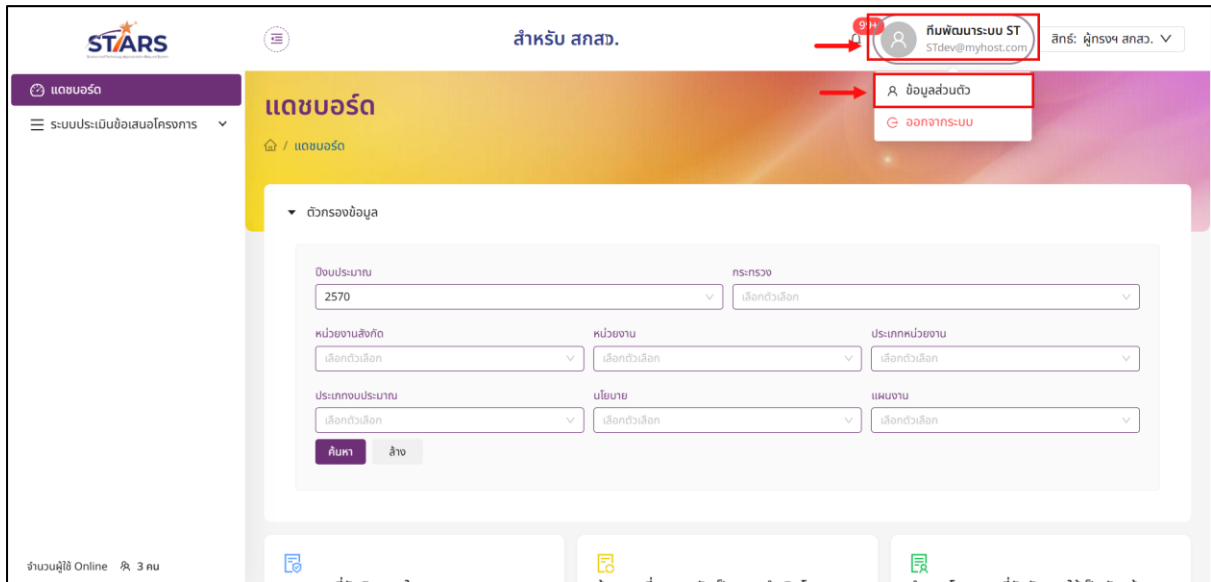 STARS
สำหรับ สกสว.
99+
ทีมพัฒนาระบบ ST
STdev@myhost.com
สิทธ์: ผู้ทรงฯ สกสว.
แดชบอร์ด
ระบบประเมินข้อเสนอโครงการ
ข้อมูลส่วนตัว
ออกจากระบบ
แดชบอร์ด
/ แดชบอร์ด
ตัวกรองข้อมูล
ปีงบประมาณ
กระทรวง
2570
เลือกตัวเลือก
หน่วยงานสังกัด
หน่วยงาน
ประเภทหน่วยงาน
เลือกตัวเลือก
เลือกตัวเลือก
เลือกตัวเลือก
ประเภทงบประมาณ
นโยบาย
แผนงาน
เลือกตัวเลือก
เลือกตัวเลือก
เลือกตัวเลือก
ค้นหา
ล้าง
จำนวนผู้ใช้ Online 3 คน